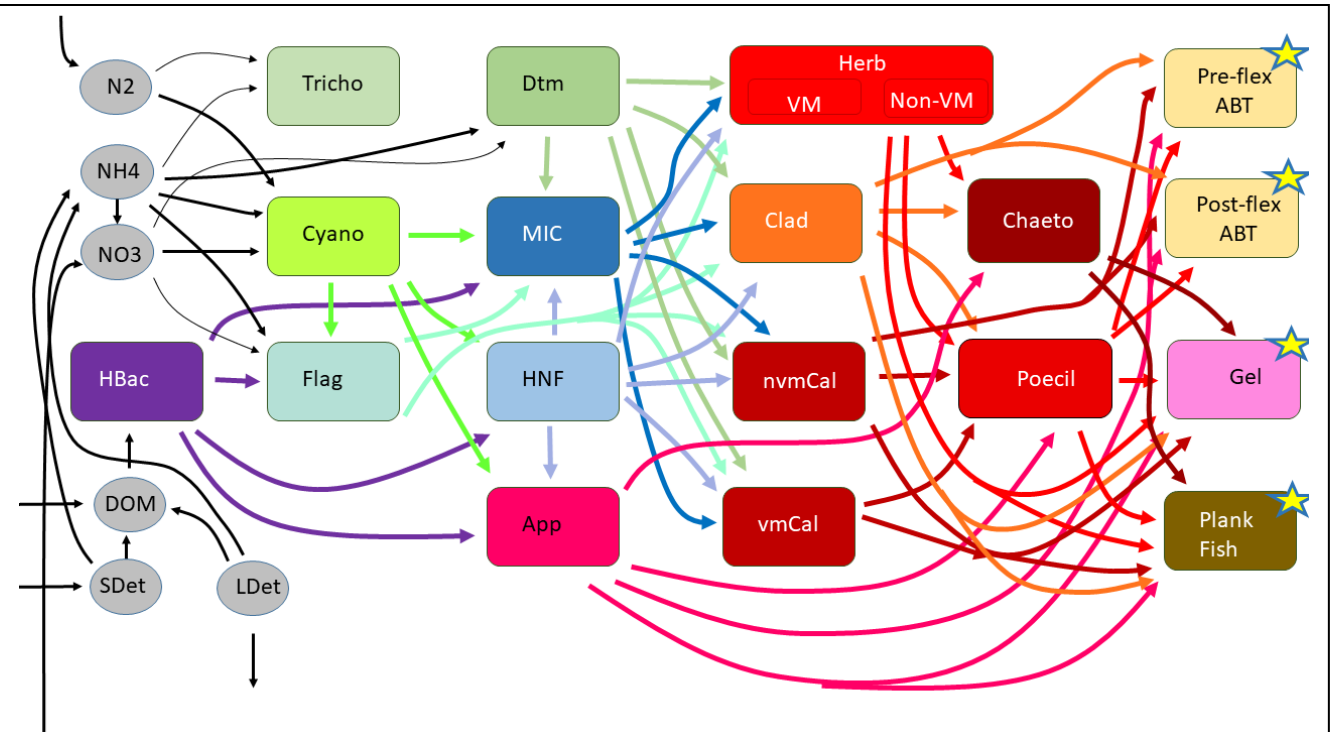 N2
Tricho
Dtm
Herb
VM
Non-VM
Pre-flex
ABT
NH4
NO3
Cyano
MIC
Clad
Chaeto
Post-flex
ABT
HBac
Flag
HNF
nvmCal
Poecil
Gel
DOM
App
vmCal
Plank
Fish
SDet
LDet